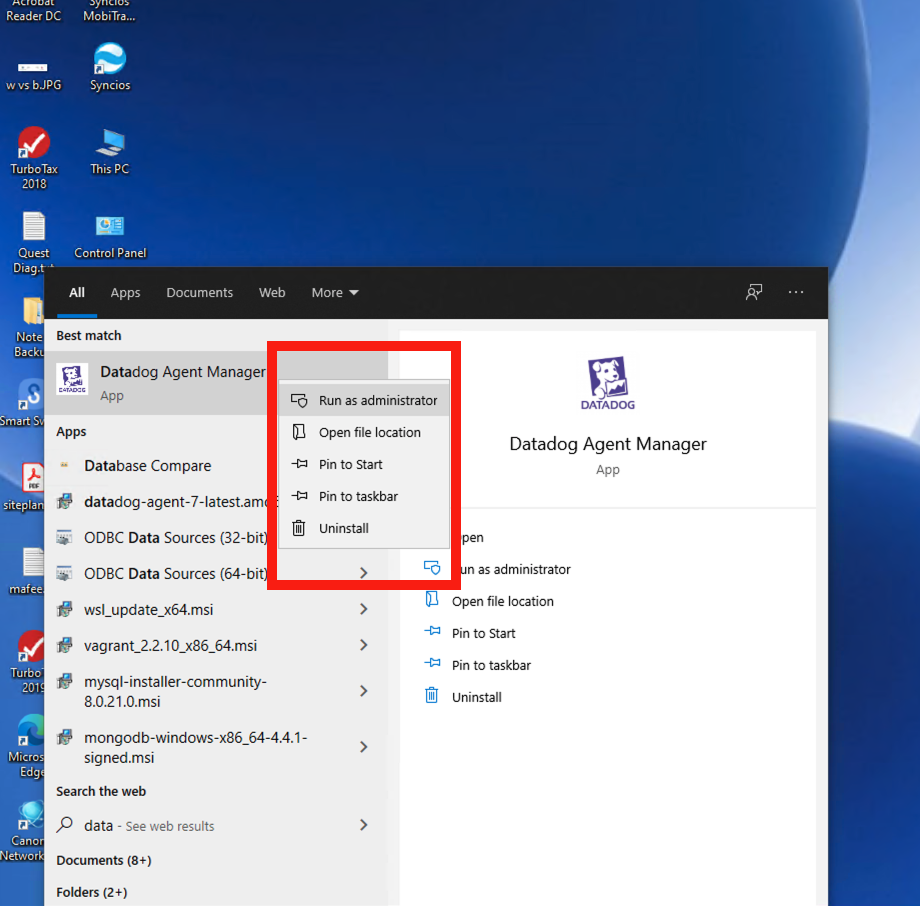 Acrobat
Reader DC
Syncios
MobiTra...
w vs b.JPG
Syncios
TurboTax
2018
This PC
Quest
Diag.t
Control Panel
Note
Backu
Smart Sw
PDF
siteplan
mafee
Turbo
2019
Micros
Edge
Canon
Network
All
Apps
Documents
Web
More
Best match
DATADOG
Datadog Agent Manager
App
Apps
Database Compare
datadog-agent-7-latest.amd
ODBC Data Sources (32-bit)
ODBC Data Sources (64-bit)
wsl_update_x64.msi
vagrant_2.2.10_x86_64.msi
mysql-installer-community-
8.0.21.0.msi
mongodb-windows-x86_64-4.4.1-
signed.msi
Search the web
data - See web results
Documents (8+)
Folders (2+)
Run as administrator
Open file location
Pin to Start
Pin to taskbar
Uninstall
DATADOG
Datadog Agent Manager
App
pen
un as administrator
Open file location
Pin to Start
Pin to taskbar
Uninstall